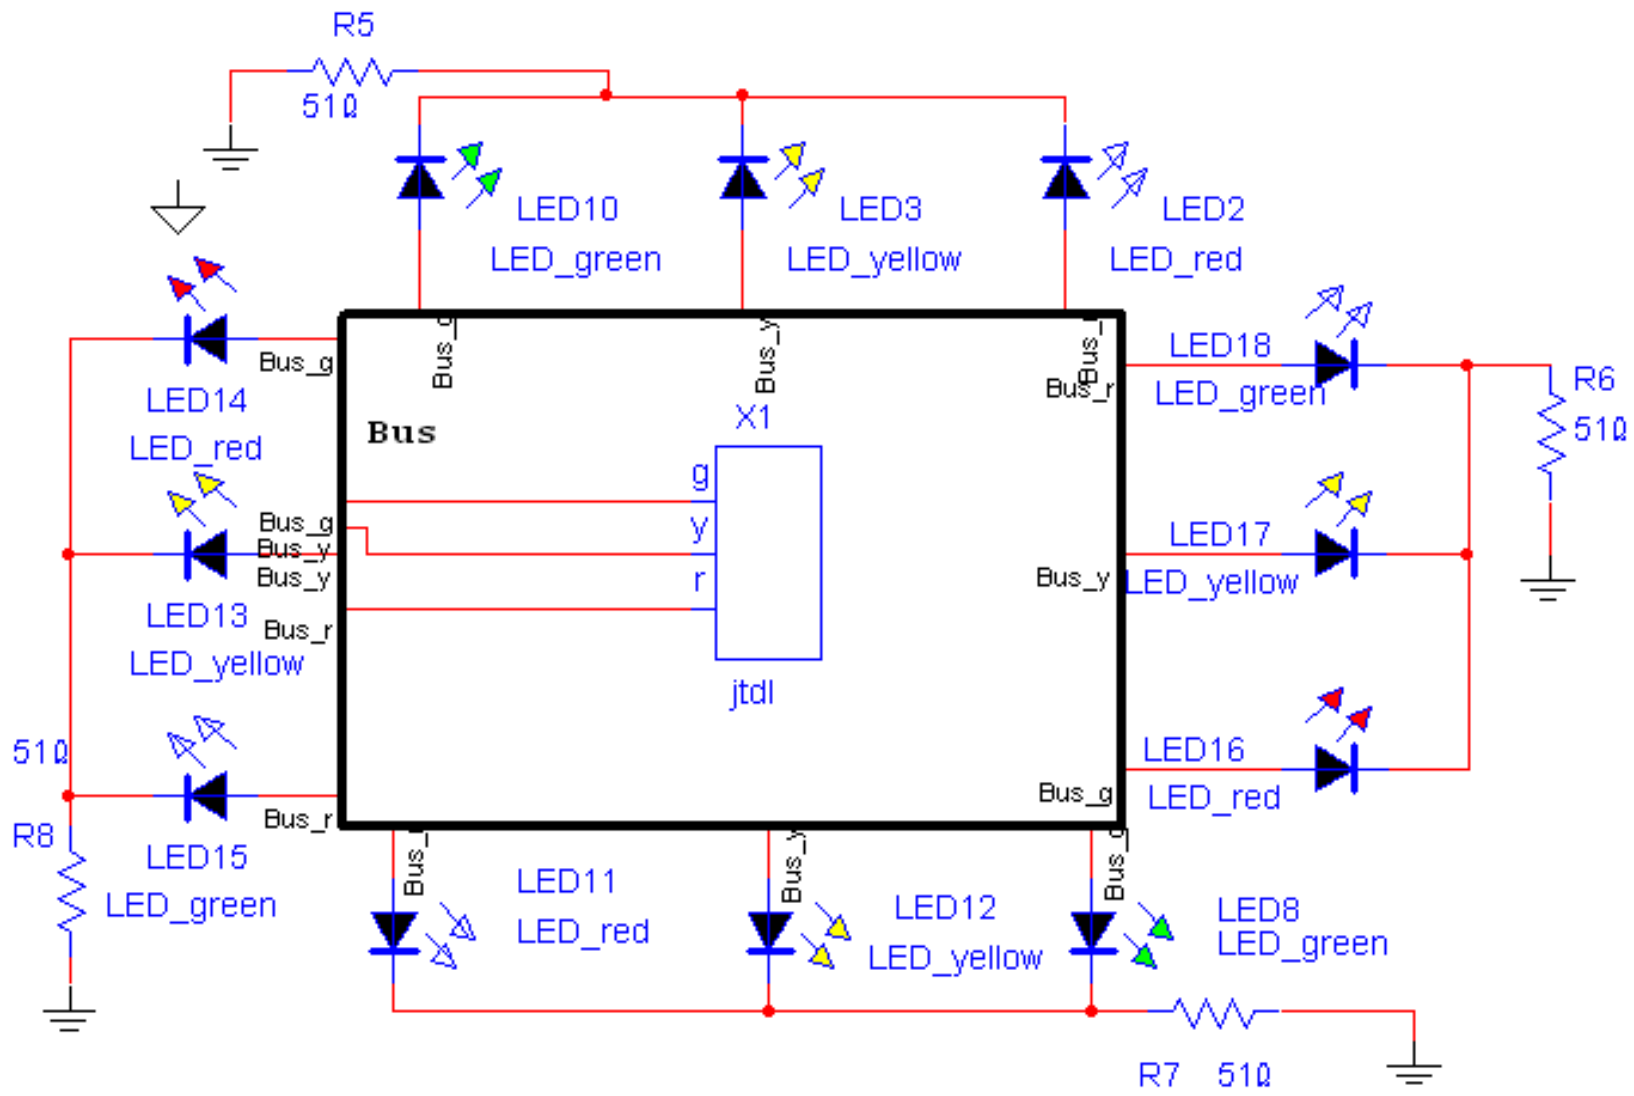 R5
51Ω
LED10
LED_green
LED3
LED_yellow
LED2
LED_red
Bus_g
LED14
LED_red
Bus_y
Bus_r
LED18
LED_green
R6
51Ω
Bus
X1
g
y
r
jtdl
Bus_g
Bus_y
Bus_y
LED13
LED_yellow
Bus_r
Bus_y
LED17
LED_yellow
51Ω
R8
LED15
LED_green
Bus_r
Bus_g
LED16
LED_red
LED11
LED_red
Bus_y
LED12
LED_yellow
LED8
LED_green
R7 51Ω